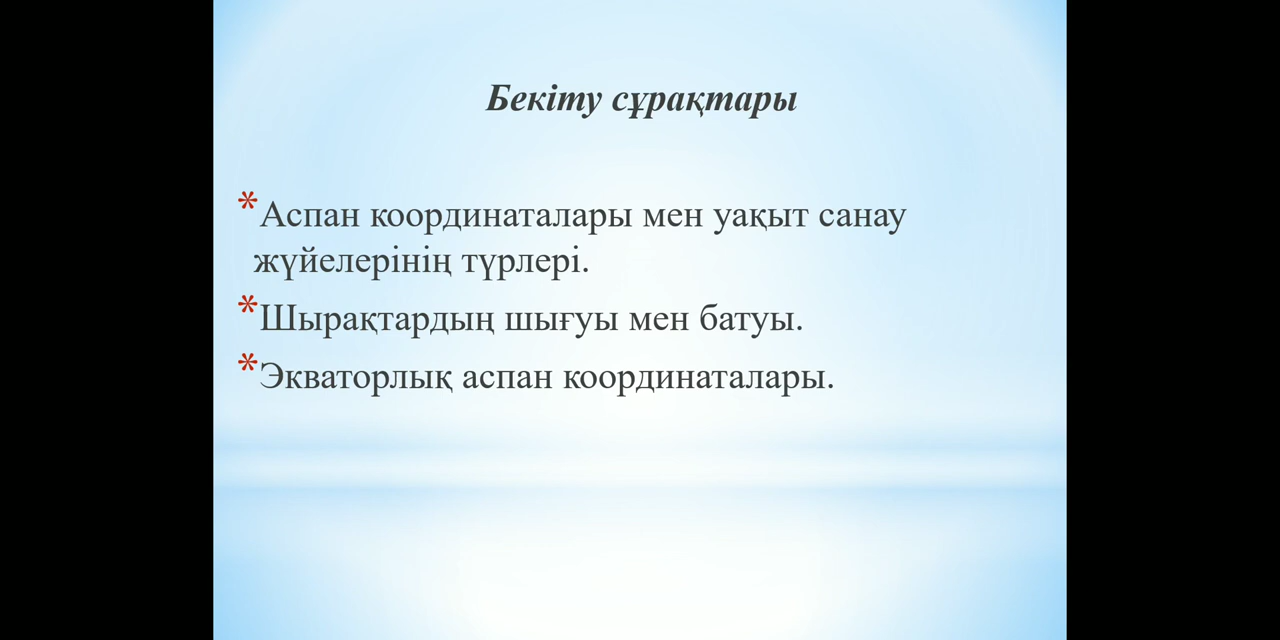 Бекіту сұрақтары
*Аспан координаталары мен уақыт санау
жүйелерінің түрлері.
*Шырақтардың шығуы мен батуы.
*Экваторлық аспан координаталары.